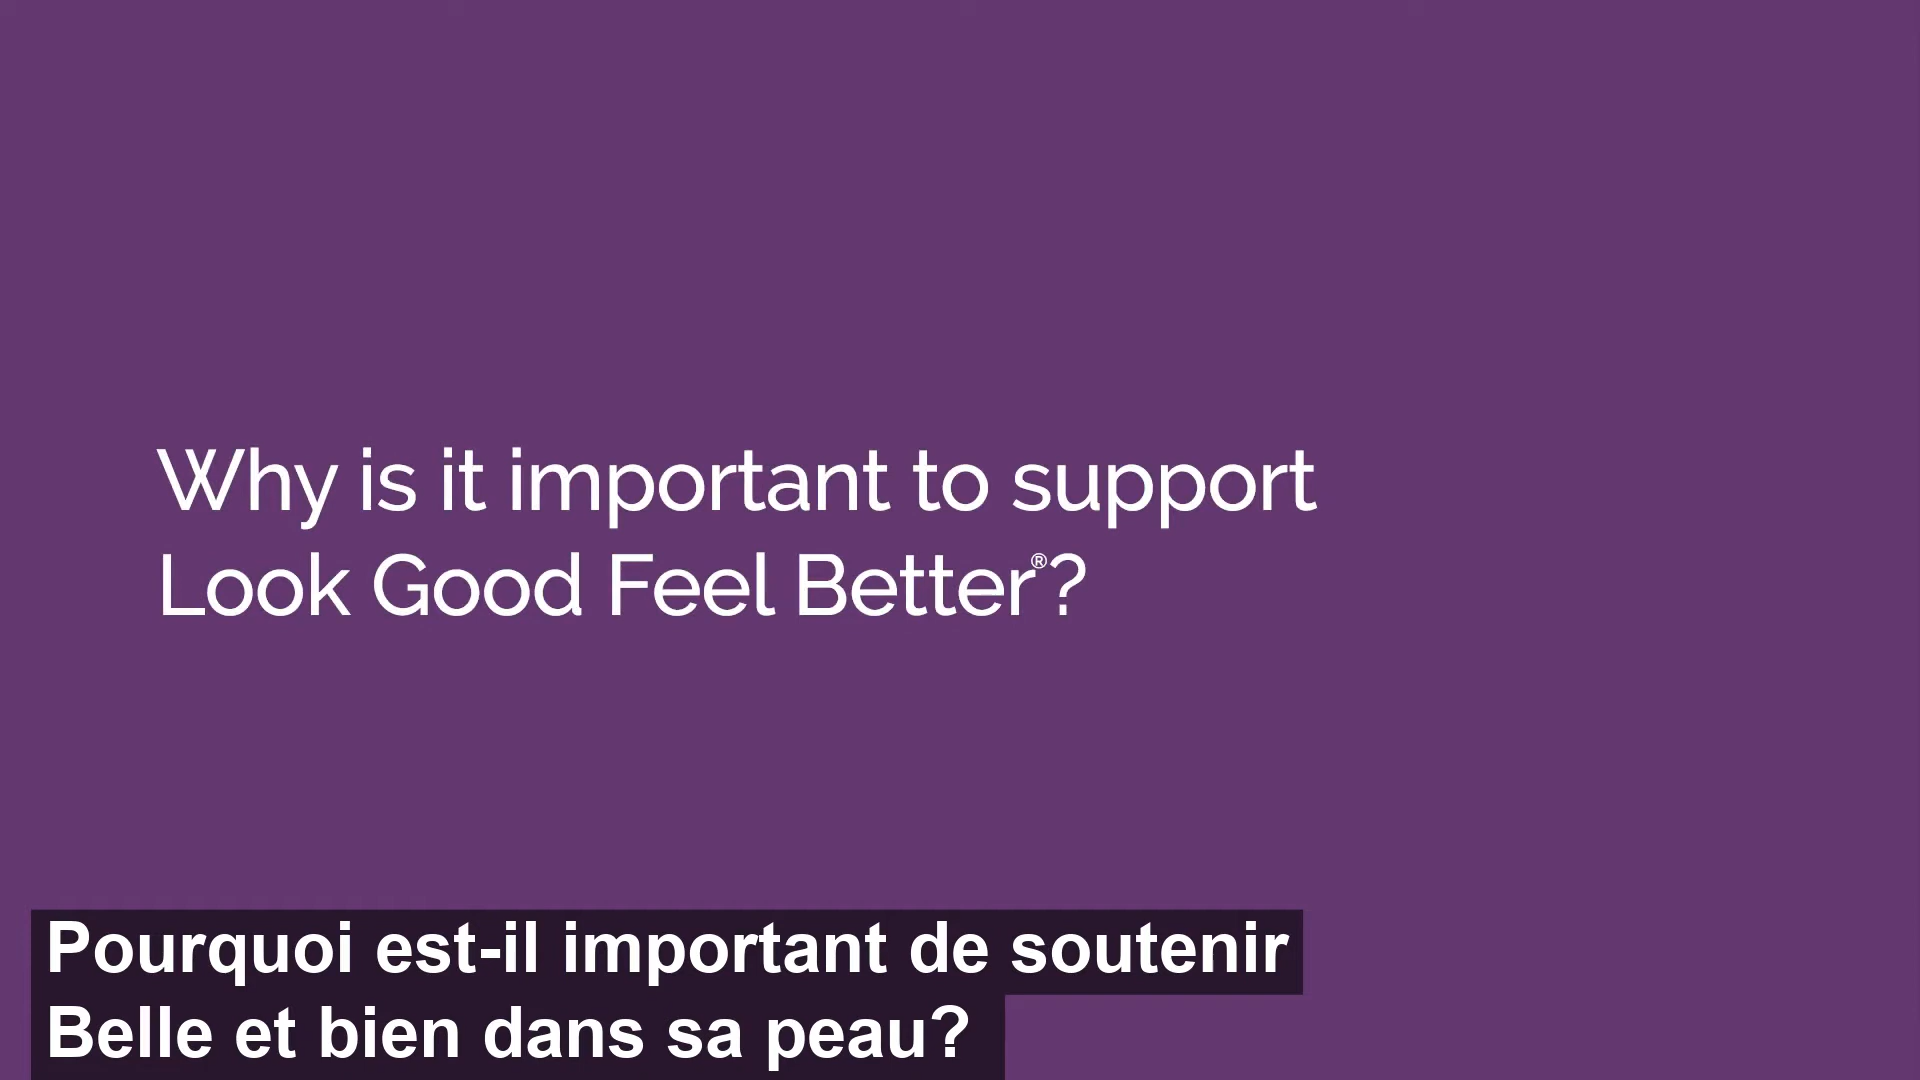 Why is it important to support
Look Good Feel Better®?
Pourquoi est-il important de soutenir
Belle et bien dans sa peau?